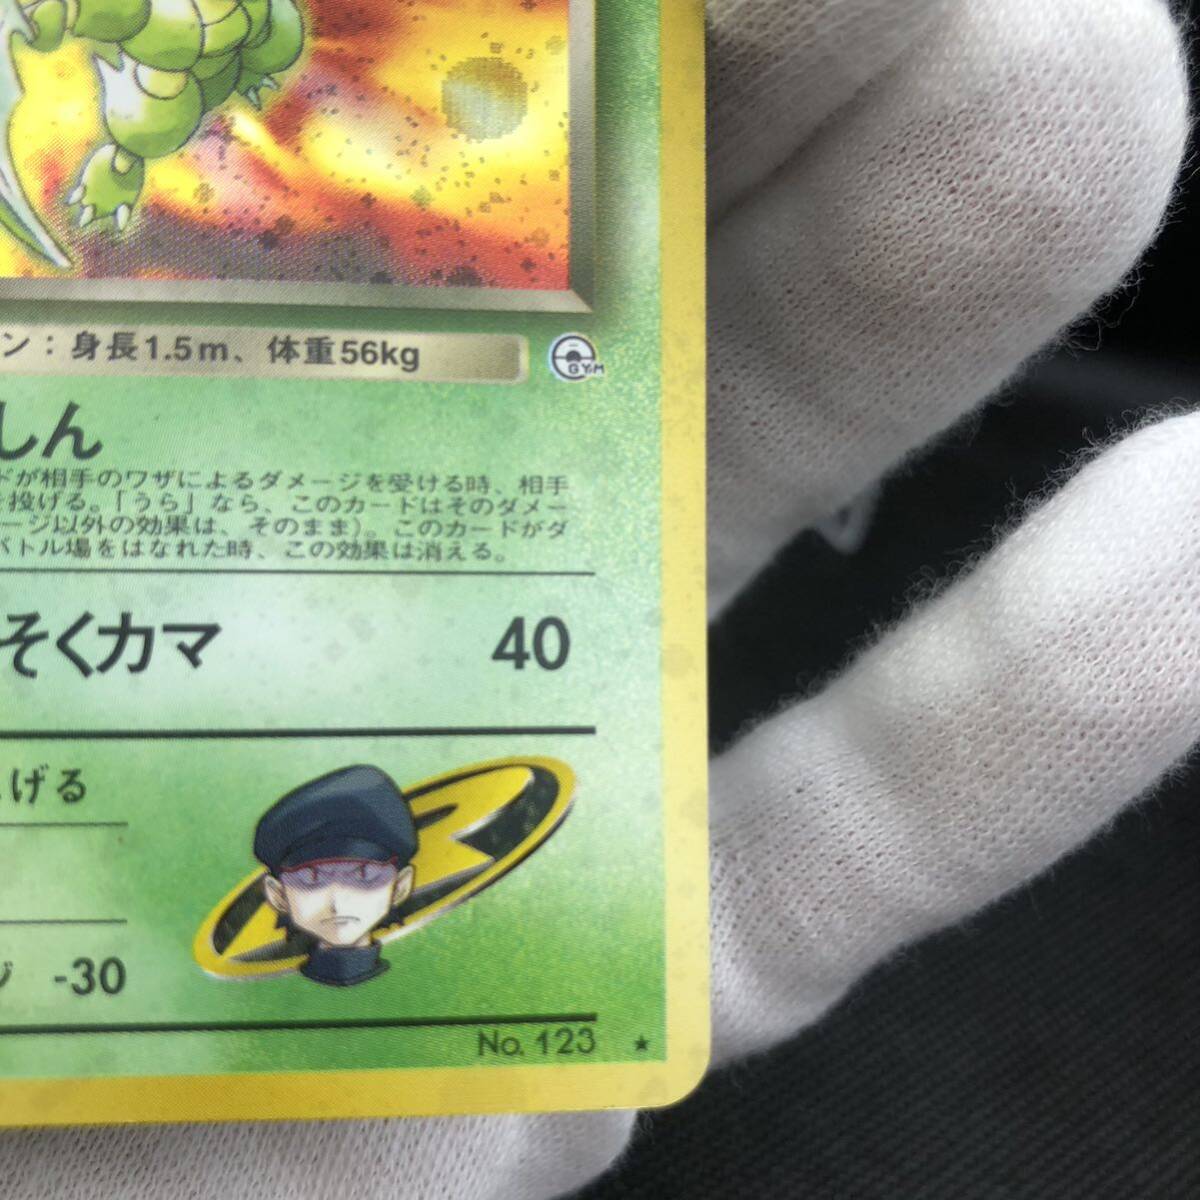 ン：身長1.5m、体重56kg
GYM
しん
ドが相手のワザによるダメージを受ける時、相手
を投げる。「うら」なら、このカードはそのダメー
ージ以外の効果は、そのまま）。このカードがダ
バトル場をはなれた時、この効果は消える。
そくカマ 40
げる
ジ -30
No. 123 ★